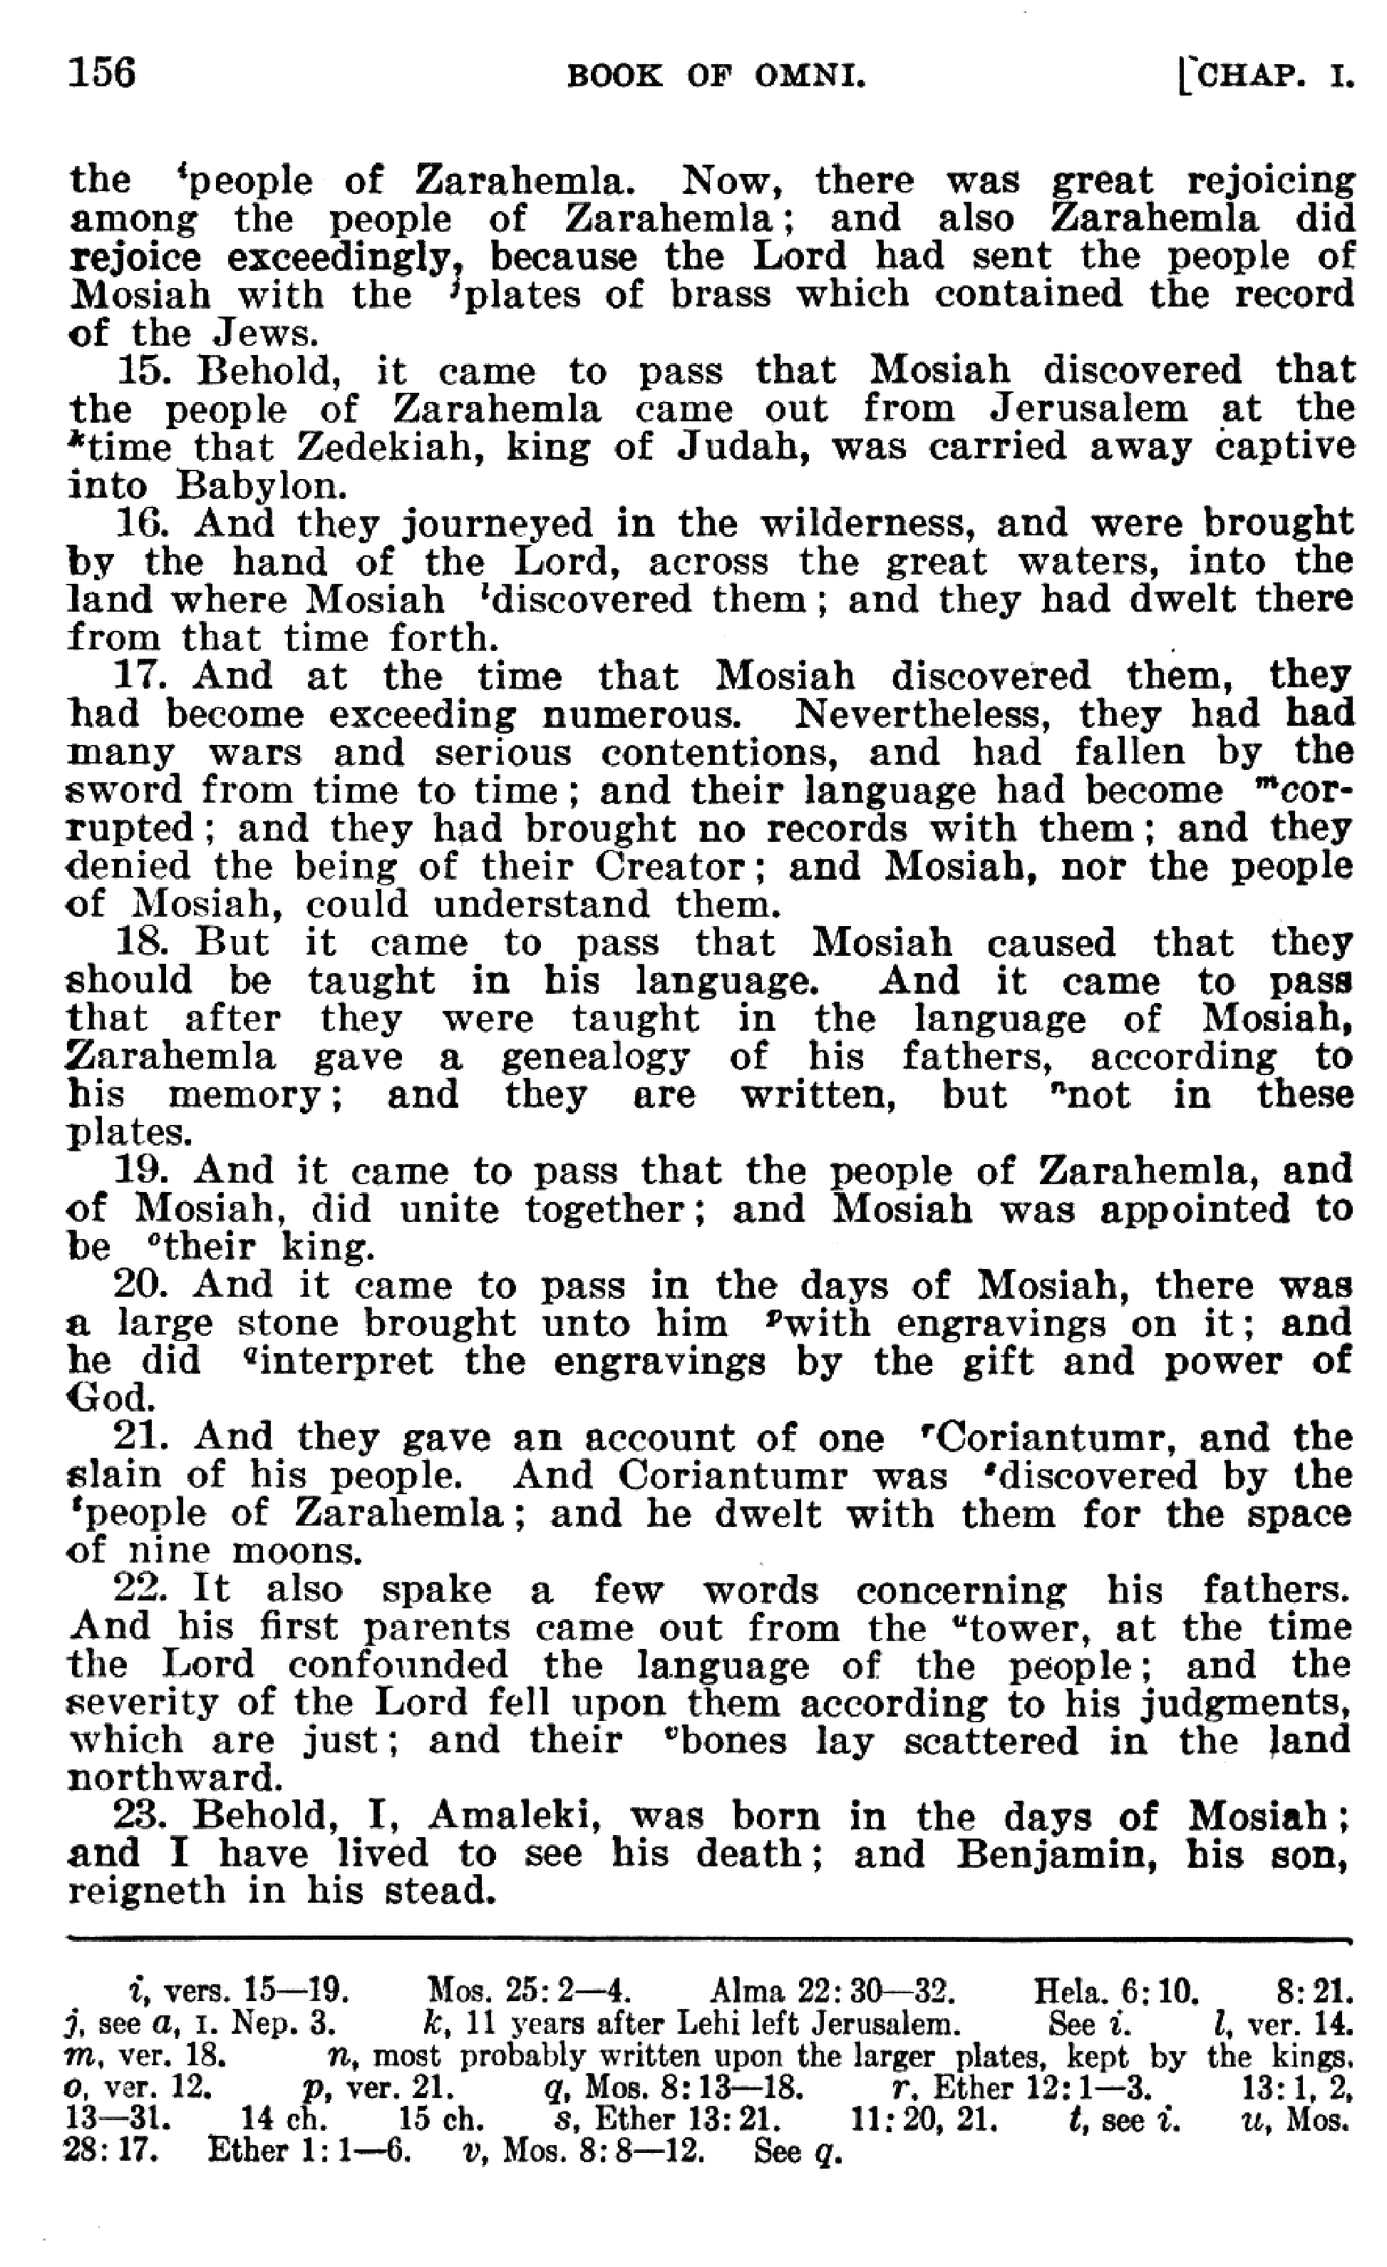 156 BOOK OF OMNI. [CHAP. I.
the ⁱpeople of Zarahemla. Now, there was great rejoicing
among the people of Zarahemla; and also Zarahemla did
rejoice exceedingly, because the Lord had sent the people of
Mosiah with the ʲplates of brass which contained the record
of the Jews.
15. Behold, it came to pass that Mosiah discovered that
the people of Zarahemla came out from Jerusalem at the
ᵏtime that Zedekiah, king of Judah, was carried away captive
into Babylon.
16. And they journeyed in the wilderness, and were brought
by the hand of the Lord, across the great waters, into the
land where Mosiah ˡdiscovered them; and they had dwelt there
from that time forth.
17. And at the time that Mosiah discovered them, they
had become exceeding numerous. Nevertheless, they had had
many wars and serious contentions, and had fallen by the
sword from time to time; and their language had become ᵐcor-
rupted; and they had brought no records with them; and they
denied the being of their Creator; and Mosiah, nor the people
of Mosiah, could understand them.
18. But it came to pass that Mosiah caused that they
should be taught in his language. And it came to pass
that after they were taught in the language of Mosiah,
Zarahemla gave a genealogy of his fathers, according to
his memory; and they are written, but ⁿnot in these
plates.
19. And it came to pass that the people of Zarahemla, and
of Mosiah, did unite together; and Mosiah was appointed to
be ᵒtheir king.
20. And it came to pass in the days of Mosiah, there was
a large stone brought unto him ᵖwith engravings on it; and
he did qinterpret the engravings by the gift and power of
God.
21. And they gave an account of one ʳCoriantumr, and the
slain of his people. And Coriantumr was ˢdiscovered by the
ᵗpeople of Zarahemla; and he dwelt with them for the space
of nine moons.
22. It also spake a few words concerning his fathers.
And his first parents came out from the ᵘtower, at the time
the Lord confounded the language of the people; and the
severity of the Lord fell upon them according to his judgments,
which are just; and their ᵛbones lay scattered in the land
northward.
23. Behold, I, Amaleki, was born in the days of Mosiah;
and I have lived to see his death; and Benjamin, his son,
reigneth in his stead.
i, vers. 15—19. Mos. 25: 2—4. Alma 22: 30—32. Hela. 6: 10. 8: 21.
j, see a, I. Nep. 3. k, 11 years after Lehi left Jerusalem. See i. l, ver. 14.
m, ver. 18. n, most probably written upon the larger plates, kept by the kings.
o, ver. 12. p, ver. 21. q, Mos. 8: 13—18. r, Ether 12: 1—3. 13: 1, 2,
13—31. 14 ch. 15 ch. s, Ether 13: 21. 11: 20, 21. t, see i. u, Mos.
28: 17. Ether 1: 1—6. v, Mos. 8: 8—12. See q.